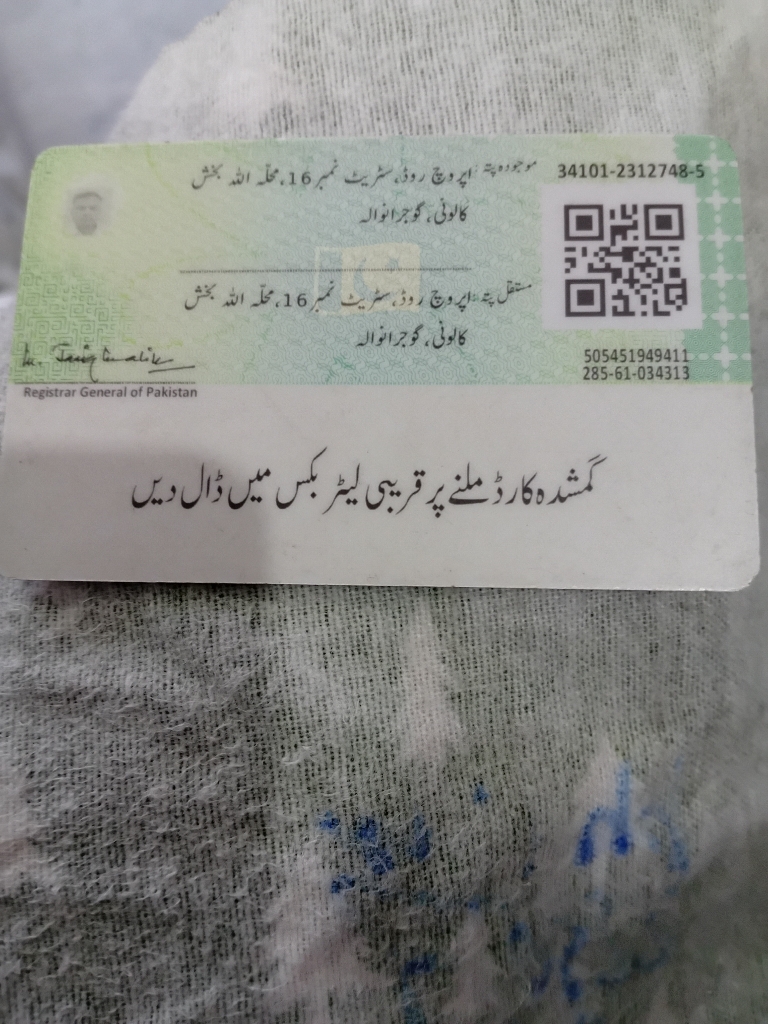 34101-2312748-5
موجودہ پتہ: اپروچ روڈ، سٹریٹ نمبر 16، محلّہ اللہ بخش
کالونی، گوجرانوالہ
مستقل پتہ: اپروچ روڈ، سٹریٹ نمبر 16، محلّہ اللہ بخش
کالونی، گوجرانوالہ
505451949411
285-61-034313
Registrar General of Pakistan
گمشدہ کارڈ ملنے پر قریبی لیٹر بکس میں ڈال دیں